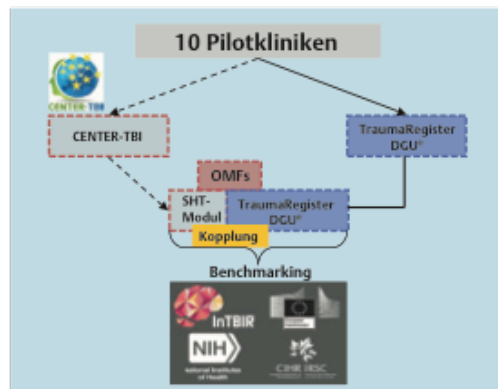 10 Pilotkliniken
CENTER-TBI
CENTER-TBI
TraumaRegister
DGU®
OMFs
SHT-
Modul
TraumaRegister
DGU®
Kopplung
Benchmarking
InTBIR
NIH
National Institutes
of Health
CIHR IRSC